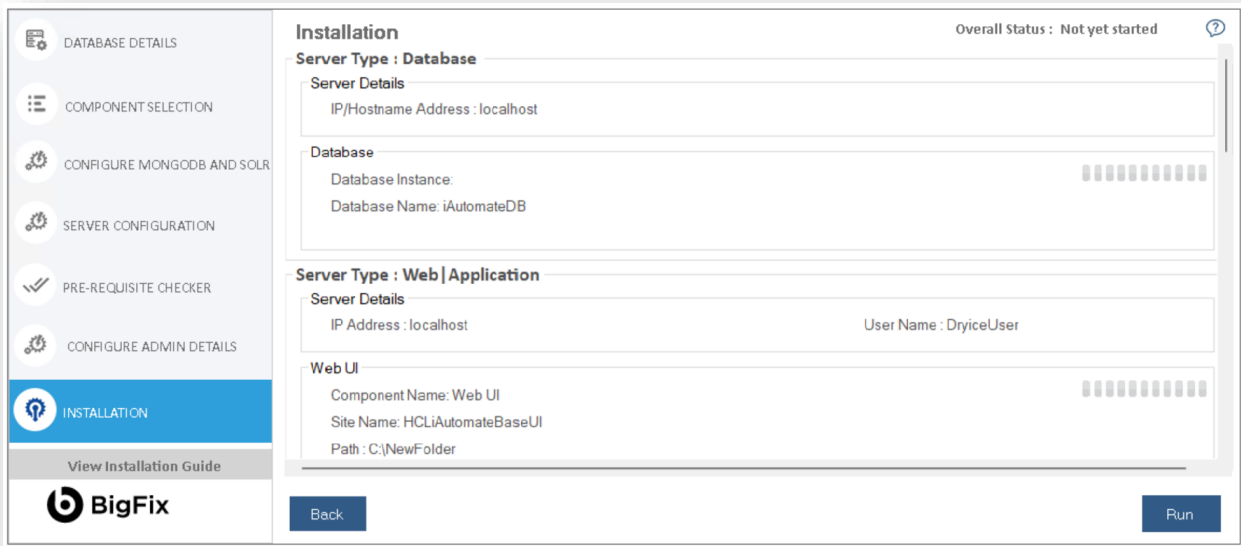 DATABASE DETAILS
COMPONENT SELECTION
CONFIGURE MONGODB AND SOLR
SERVER CONFIGURATION
PRE-REQUISITE CHECKER
CONFIGURE ADMIN DETAILS
INSTALLATION
View Installation Guide
BigFix
Installation
Overall Status : Not yet started
?
Server Type : Database
Server Details
IP/Hostname Address : localhost
Database
Database Instance:
Database Name: iAutomateDB
Server Type : Web|Application
Server Details
IP Address : localhost
User Name : DryiceUser
Web UI
Component Name: Web UI
Site Name: HCLiAutomateBaseUI
Path : C:\NewFolder
Back
Run